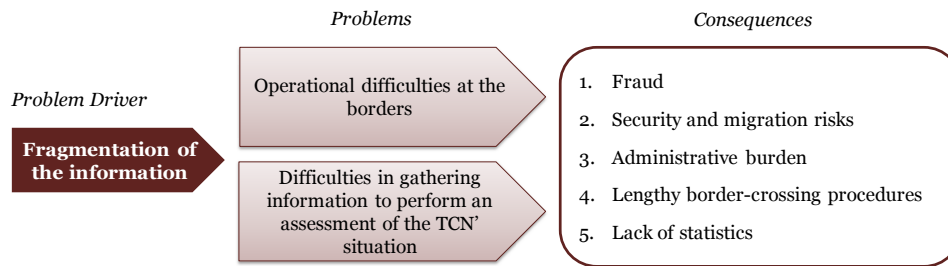 Problems
Consequences
Problem Driver
Fragmentation of
the information
Operational difficulties at the
borders
Difficulties in gathering
information to perform an
assessment of the TCN'
situation
1. Fraud
2. Security and migration risks
3. Administrative burden
4. Lengthy border-crossing procedures
5. Lack of statistics